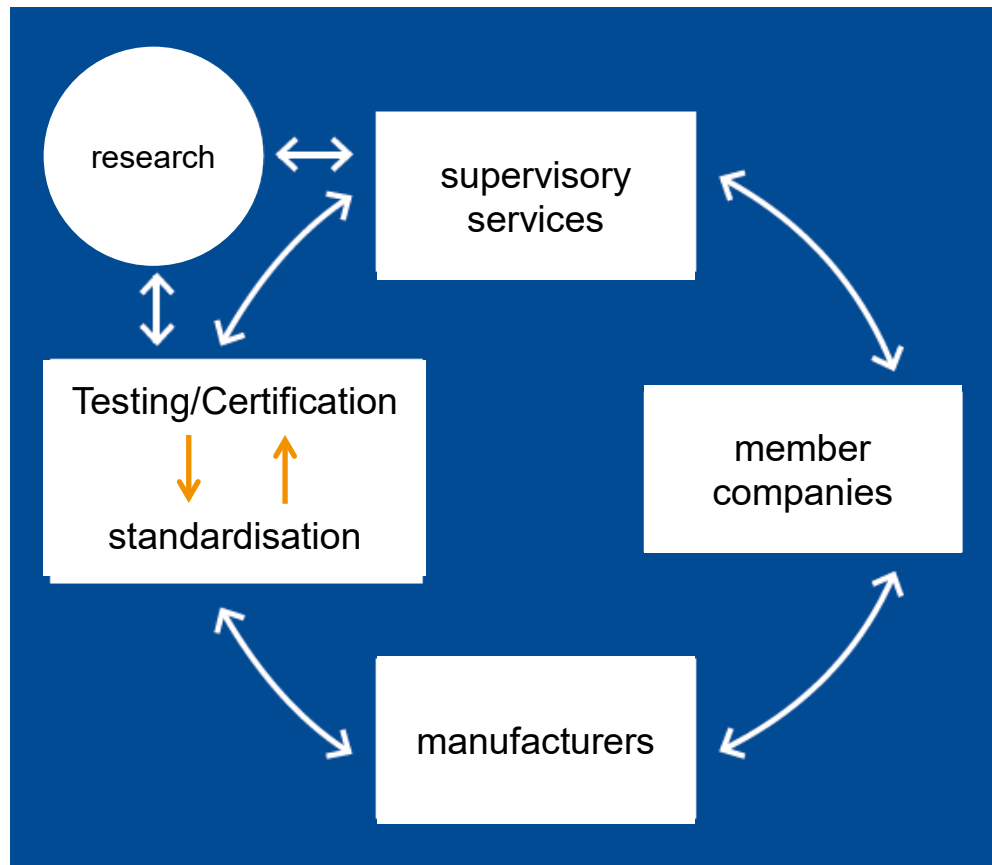 research
supervisory
services
Testing/Certification
standardisation
member
companies
manufacturers